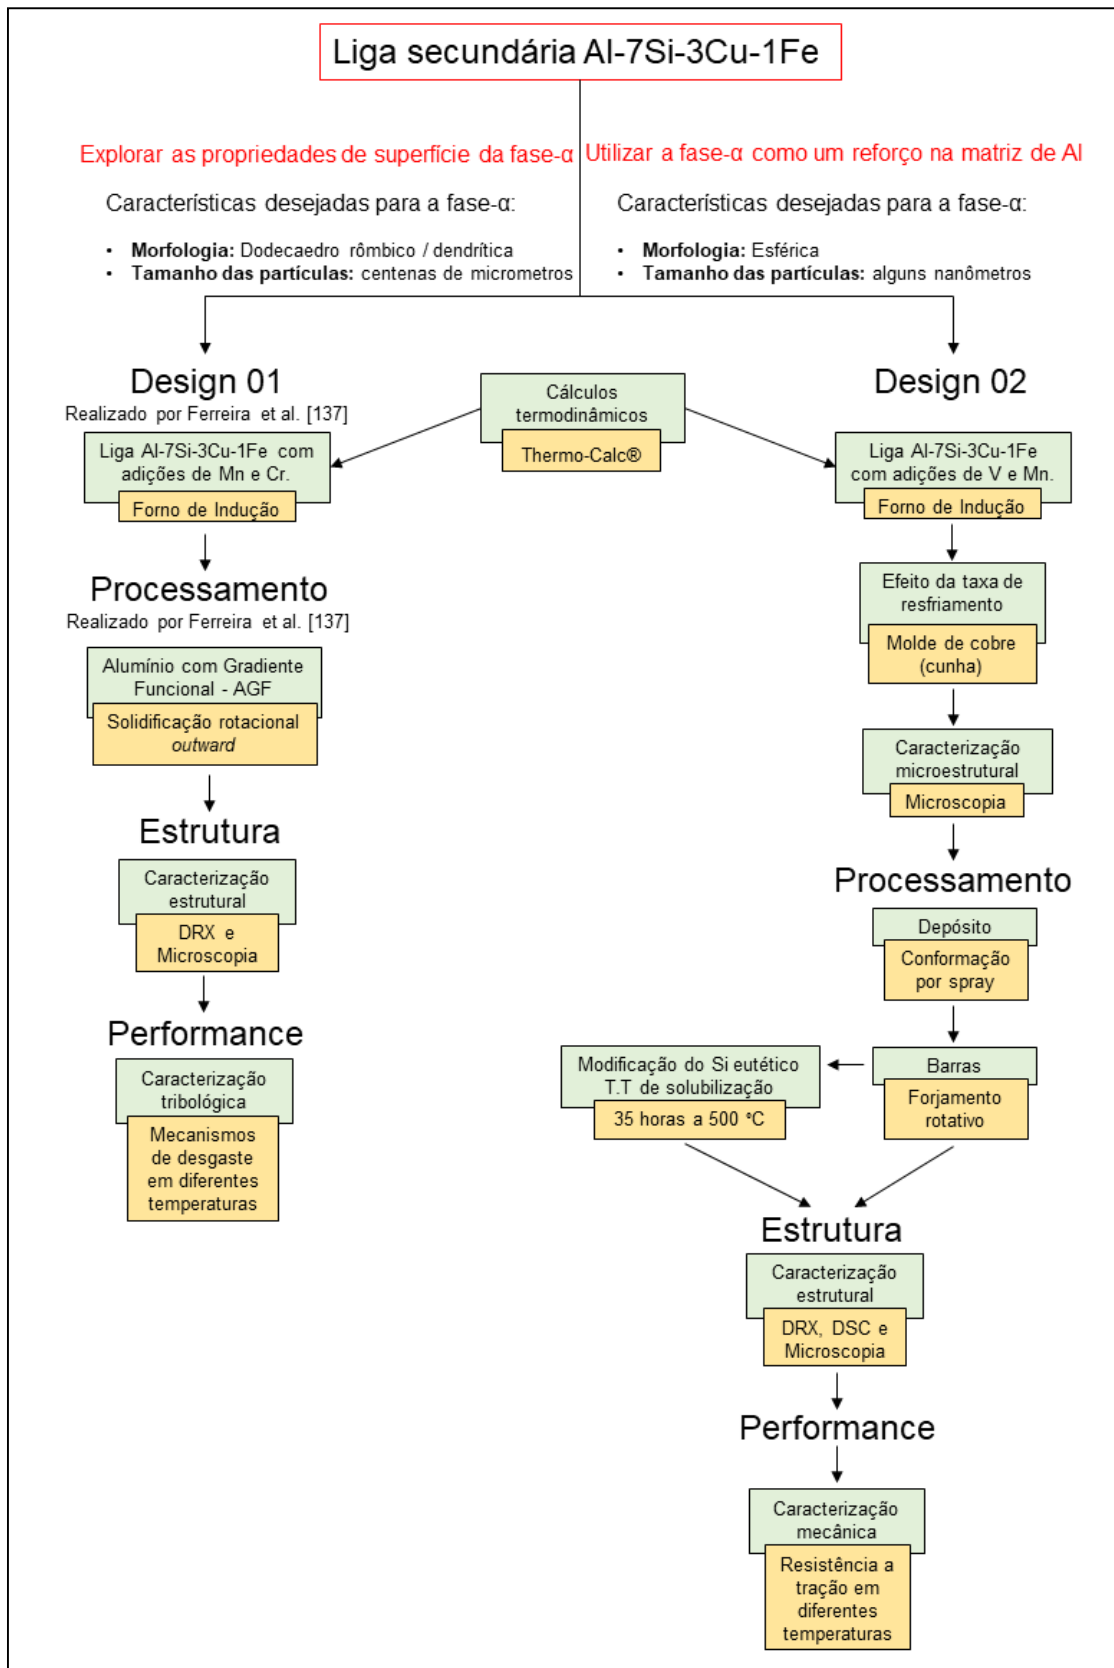 Liga secundária Al-7Si-3Cu-1Fe
Explorar as propriedades de superfície da fase-α
Características desejadas para a fase-α:
• Morfologia: Dodecaedro rômbico / dendrítica
• Tamanho das partículas: centenas de micrometros
Utilizar a fase-α como um reforço na matriz de Al
Características desejadas para a fase-α:
• Morfologia: Esférica
• Tamanho das partículas: alguns nanômetros
Cálculos
termodinâmicos
Thermo-Calc®
Design 01
Realizado por Ferreira et al. [137]
Liga Al-7Si-3Cu-1Fe com
adições de Mn e Cr.
Forno de Indução
Processamento
Realizado por Ferreira et al. [137]
Alumínio com Gradiente
Funcional - AGF
Solidificação rotacional
outward
Estrutura
Caracterização
estrutural
DRX e
Microscopia
Performance
Caracterização
tribológica
Mecanismos
de desgaste
em diferentes
temperaturas
Design 02
Liga Al-7Si-3Cu-1Fe
com adições de V e Mn.
Forno de Indução
Efeito da taxa de
resfriamento
Molde de cobre
(cunha)
Caracterização
microestrutural
Microscopia
Processamento
Depósito
Conformação
por spray
Barras
Forjamento
rotativo
Modificação do Si eutético
T.T de solubilização
35 horas a 500 °C
Estrutura
Caracterização
estrutural
DRX, DSC e
Microscopia
Performance
Caracterização
mecânica
Resistência a
tração em
diferentes
temperaturas